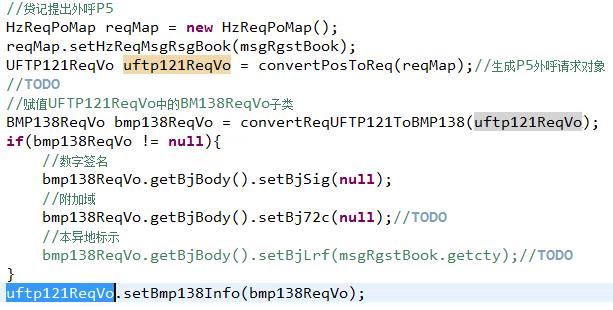 //贷记提出外呼P5
HzReqPoMap reqMap = new HzReqPoMap();
reqMap.setHzReqMsgRsgBook(msgRgstBook);
UFTP121ReqVo uftp121ReqVo = convertPosToReq(reqMap);//生成P5外呼请求对象
//TODO
//赋值UFTP121ReqVo中的BM138ReqVo子类
BMP138ReqVo bmp138ReqVo = convertReqUFTP121ToBMP138(uftp121ReqVo);
if(bmp138ReqVo != null){
//数字签名
bmp138ReqVo.getBjBody().setBjSig(null);
//附加域
bmp138ReqVo.getBjBody().setBj72c(null);//TODO
//本异地标示
bmp138ReqVo.getBjBody().setBjLrf(msgRgstBook.getcty);//TODO
}
uftp121ReqVo.setBmp138Info(bmp138ReqVo);